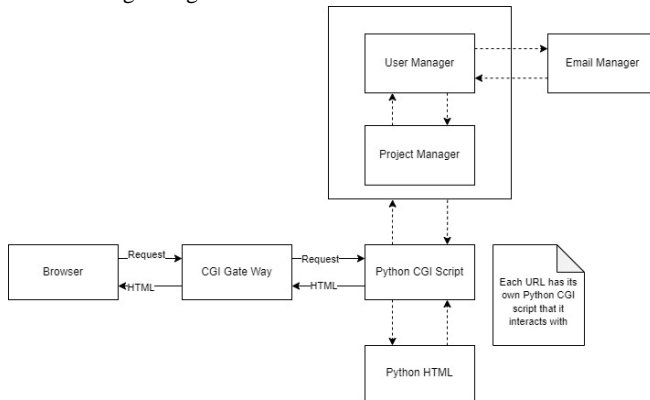 User Manager
Email Manager
Project Manager
Browser
Request
HTML
CGI Gate Way
Request
HTML
Python CGI Script
Each URL has its
own Python CGI
script that it
interacts with
Python HTML